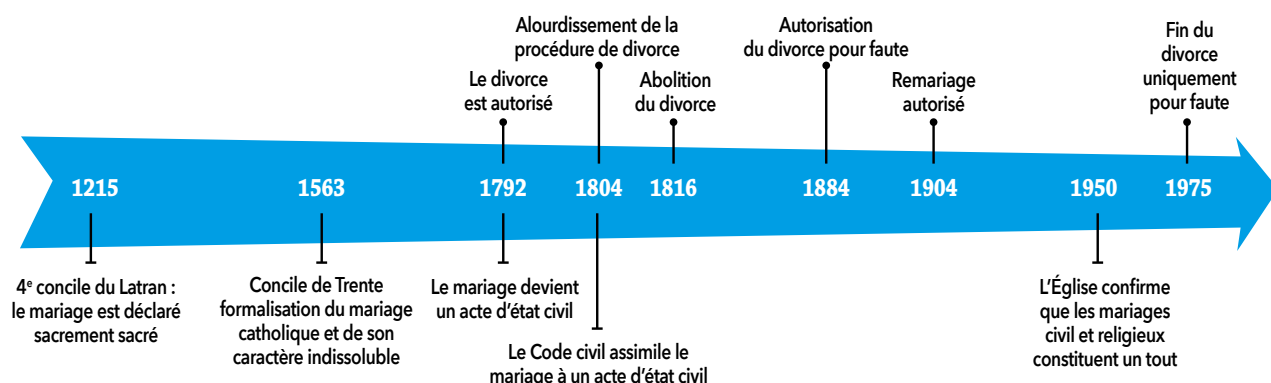 Alourdissement de la
procédure de divorce
Autorisation
du divorce pour faute
Fin du
divorce
uniquement
pour faute
Le divorce
est autorisé
Abolition
du divorce
Remariage
autorisé
1215
1563
1792
1804
1816
1884
1904
1950
1975
4e concile du Latran :
le mariage est déclaré
sacrement sacré
Concile de Trente
formalisation du mariage
catholique et de son
caractère indissoluble
Le mariage devient
un acte d'état civil
Le Code civil assimile le
mariage à un acte d'état civil
L'Église confirme
que les mariages
civil et religieux
constituent un tout